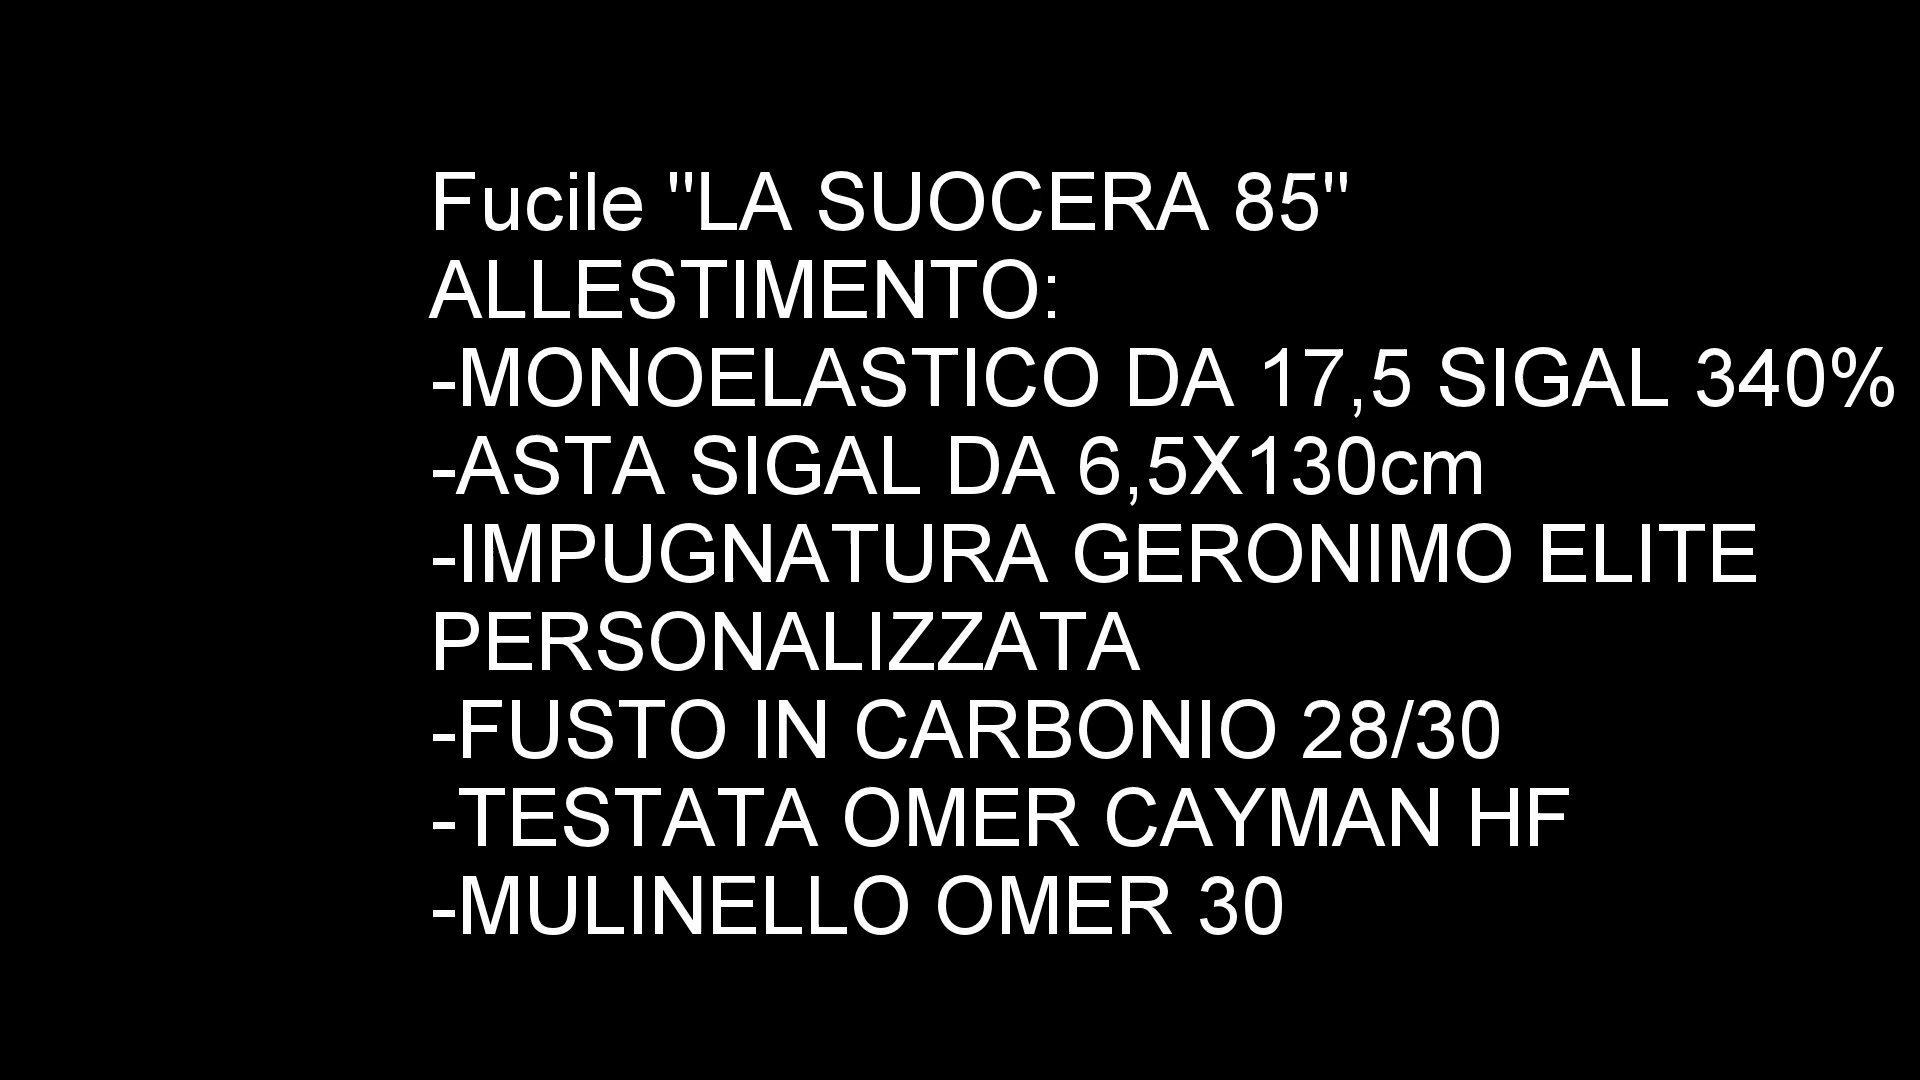 Fucile "LA SUOCERA 85"
ALLESTIMENTO:
-MONOELASTICO DA 17,5 SIGAL 340%
-ASTA SIGAL DA 6,5X130cm
-IMPUGNATURA GERONIMO ELITE
PERSONALIZZATA
-FUSTO IN CARBONIO 28/30
-TESTATA OMER CAYMAN HF
-MULINELLO OMER 30